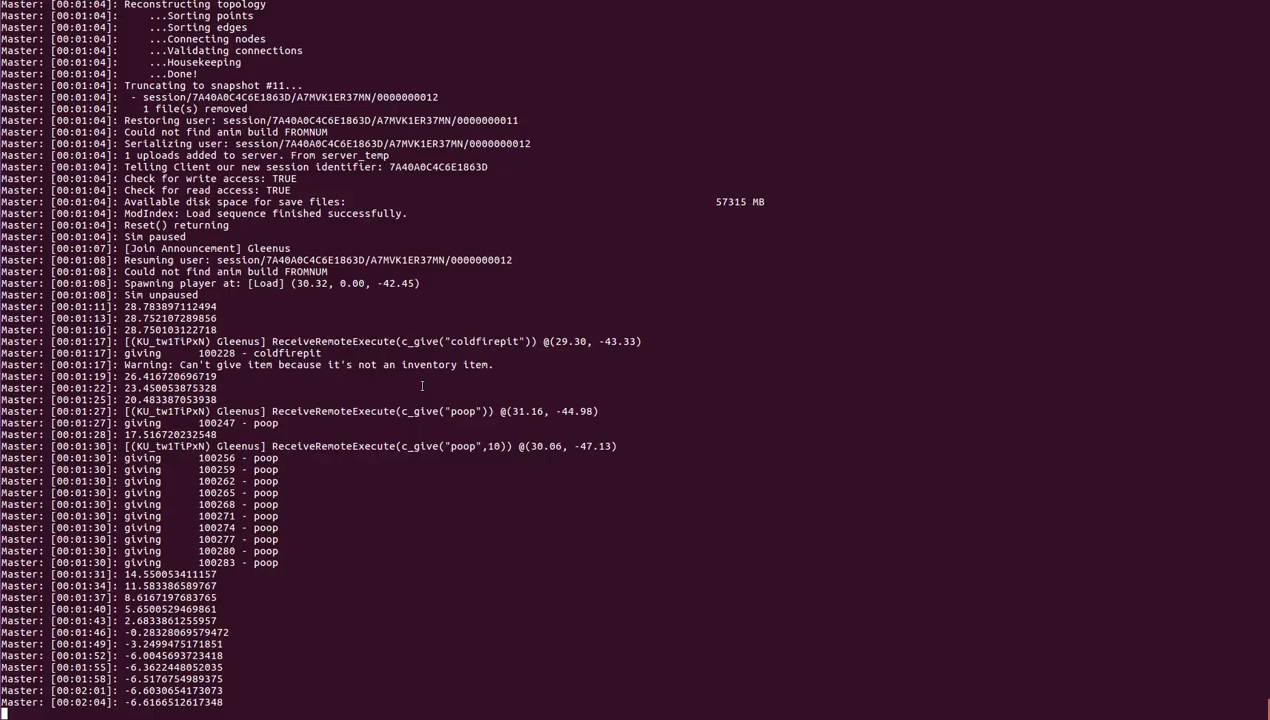 Master: [00:01:04]: Reconstructing topology
Master: [00:01:04]:     ...Sorting points
Master: [00:01:04]:     ...Sorting edges
Master: [00:01:04]:     ...Connecting nodes
Master: [00:01:04]:     ...Validating connections
Master: [00:01:04]:     ...Housekeeping
Master: [00:01:04]:     ...Done!
Master: [00:01:04]: Truncating to snapshot #11...
Master: [00:01:04]:  - session/7A40A0C4C6E1863D/A7MVK1ER37MN/0000000012
Master: [00:01:04]:    1 file(s) removed
Master: [00:01:04]: Restoring user: session/7A40A0C4C6E1863D/A7MVK1ER37MN/0000000011
Master: [00:01:04]: Could not find anim build FROMNUM
Master: [00:01:04]: Serializing user: session/7A40A0C4C6E1863D/A7MVK1ER37MN/0000000012
Master: [00:01:04]: 1 uploads added to server. From server_temp
Master: [00:01:04]: Telling Client our new session identifier: 7A40A0C4C6E1863D
Master: [00:01:04]: Check for write access: TRUE
Master: [00:01:04]: Check for read access: TRUE
Master: [00:01:04]: Available disk space for save files: 57315 MB
Master: [00:01:04]: ModIndex: Load sequence finished successfully.
Master: [00:01:04]: Reset() returning
Master: [00:01:04]: Sim paused
Master: [00:01:07]: [Join Announcement] Gleenus
Master: [00:01:08]: Resuming user: session/7A40A0C4C6E1863D/A7MVK1ER37MN/0000000012
Master: [00:01:08]: Could not find anim build FROMNUM
Master: [00:01:08]: Spawning player at: [Load] (30.32, 0.00, -42.45)
Master: [00:01:08]: Sim unpaused
Master: [00:01:11]: 28.783897112494
Master: [00:01:13]: 28.752107289856
Master: [00:01:16]: 28.750103122718
Master: [00:01:17]: [(KU_tw1TiPxN) Gleenus] ReceiveRemoteExecute(c_give("coldfirepit")) @(29.30, -43.33)
Master: [00:01:17]: giving      100228 - coldfirepit
Master: [00:01:17]: Warning: Can't give item because it's not an inventory item.
Master: [00:01:19]: 26.416720696719
Master: [00:01:22]: 23.450053875328
Master: [00:01:25]: 20.483387053938
Master: [00:01:27]: [(KU_tw1TiPxN) Gleenus] ReceiveRemoteExecute(c_give("poop")) @(31.16, -44.98)
Master: [00:01:27]: giving      100247 - poop
Master: [00:01:28]: 17.516720232548
Master: [00:01:30]: [(KU_tw1TiPxN) Gleenus] ReceiveRemoteExecute(c_give("poop",10)) @(30.06, -47.13)
Master: [00:01:30]: giving      100256 - poop
Master: [00:01:30]: giving      100259 - poop
Master: [00:01:30]: giving      100262 - poop
Master: [00:01:30]: giving      100265 - poop
Master: [00:01:30]: giving      100268 - poop
Master: [00:01:30]: giving      100271 - poop
Master: [00:01:30]: giving      100274 - poop
Master: [00:01:30]: giving      100277 - poop
Master: [00:01:30]: giving      100280 - poop
Master: [00:01:30]: giving      100283 - poop
Master: [00:01:31]: 14.550053411157
Master: [00:01:34]: 11.583386589767
Master: [00:01:37]: 8.6167197683765
Master: [00:01:40]: 5.6500529469861
Master: [00:01:43]: 2.6833861255957
Master: [00:01:46]: -0.28328069579472
Master: [00:01:49]: -3.2499475171851
Master: [00:01:52]: -6.0045693723418
Master: [00:01:55]: -6.3622448052035
Master: [00:01:58]: -6.5176754989375
Master: [00:02:01]: -6.6030654173073
Master: [00:02:04]: -6.6166512617348